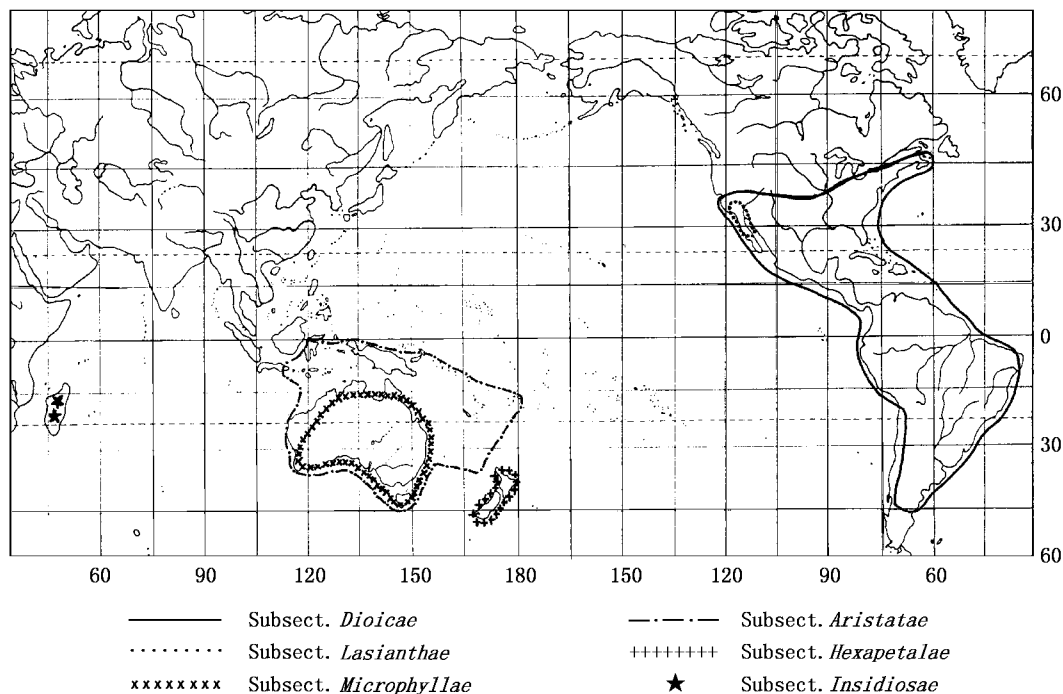 60
30
0
30
60
60 90 120 150 180 150 120 90 60
Subsect. Dioicae
Subsect. Aristatae
Subsect. Lasianthae
Subsect. Hexapetalae
Subsect. Microphyllae
Subsect. Insidiosae